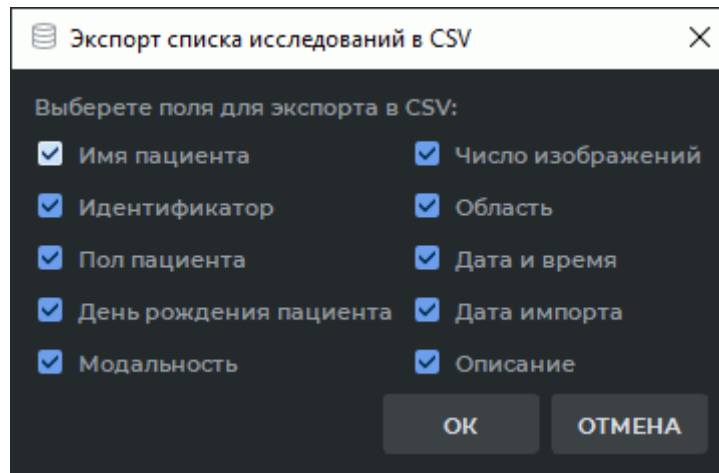 Экспорт списка исследований в CSV
Выберете поля для экспорта в CSV:
Имя пациента
Число изображений
Идентификатор
Область
Пол пациента
Дата и время
День рождения пациента
Дата импорта
Модальность
Описание
ОК
ОТМЕНА